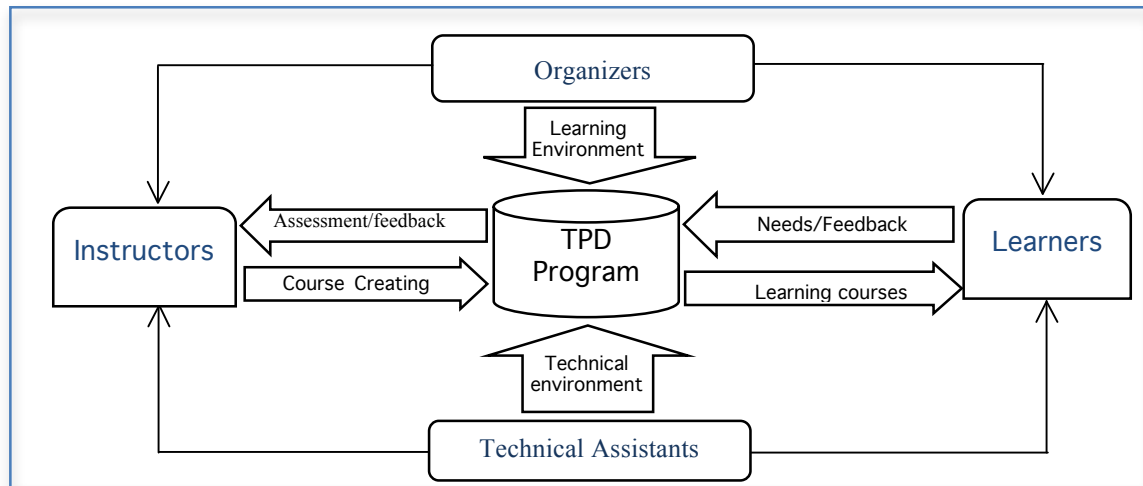 Organizers
Learning
Environment
Assessment/feedback
Needs/Feedback
Instructors
TPD
Program
Learners
Course Creating
Learning courses
Technical
environment
Technical Assistants